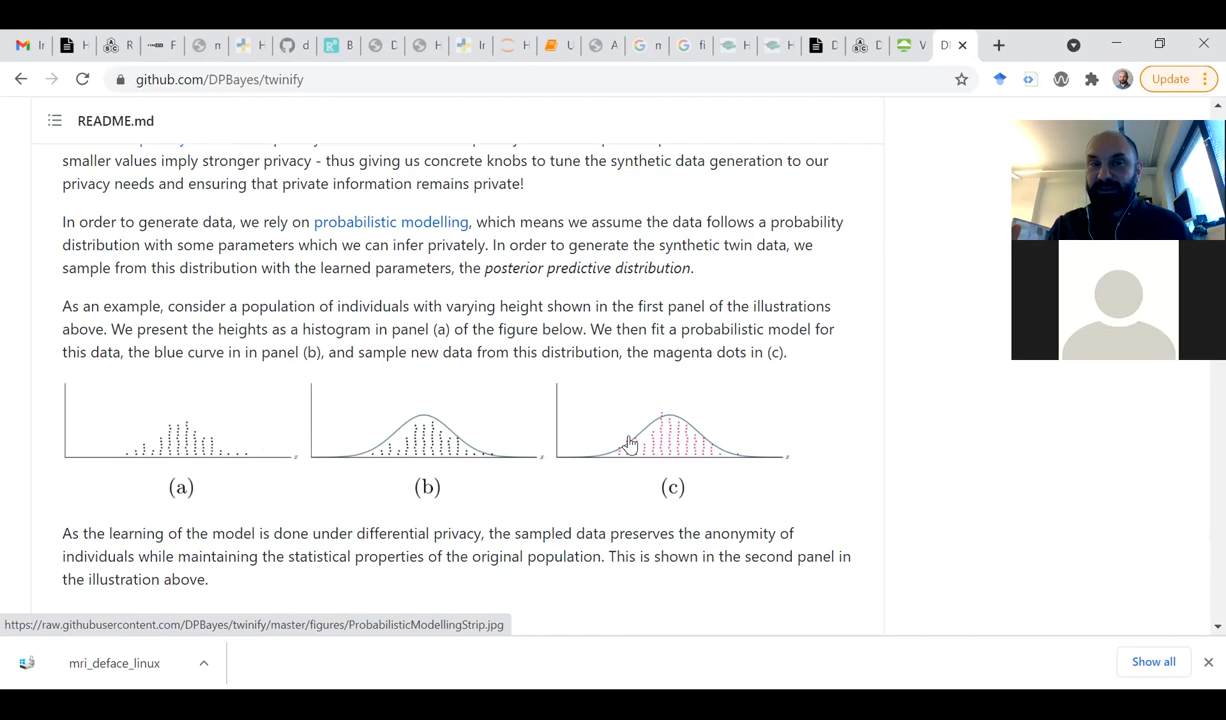 github.com/DPBayes/twinify
Update
README.md
smaller values imply stronger privacy - thus giving us concrete knobs to tune the synthetic data generation to our
privacy needs and ensuring that private information remains private!
In order to generate data, we rely on probabilistic modelling, which means we assume the data follows a probability
distribution with some parameters which we can infer privately. In order to generate the synthetic twin data, we
sample from this distribution with the learned parameters, the posterior predictive distribution.
As an example, consider a population of individuals with varying height shown in the first panel of the illustrations
above. We present the heights as a histogram in panel (a) of the figure below. We then fit a probabilistic model for
this data, the blue curve in in panel (b), and sample new data from this distribution, the magenta dots in (c).
(a) (b) (c)
As the learning of the model is done under differential privacy, the sampled data preserves the anonymity of
individuals while maintaining the statistical properties of the original population. This is shown in the second panel in
the illustration above.
https://raw.githubusercontent.com/DPBayes/twinify/master/figures/ProbabilisticModellingStrip.jpg
mri_deface_linux
Show all